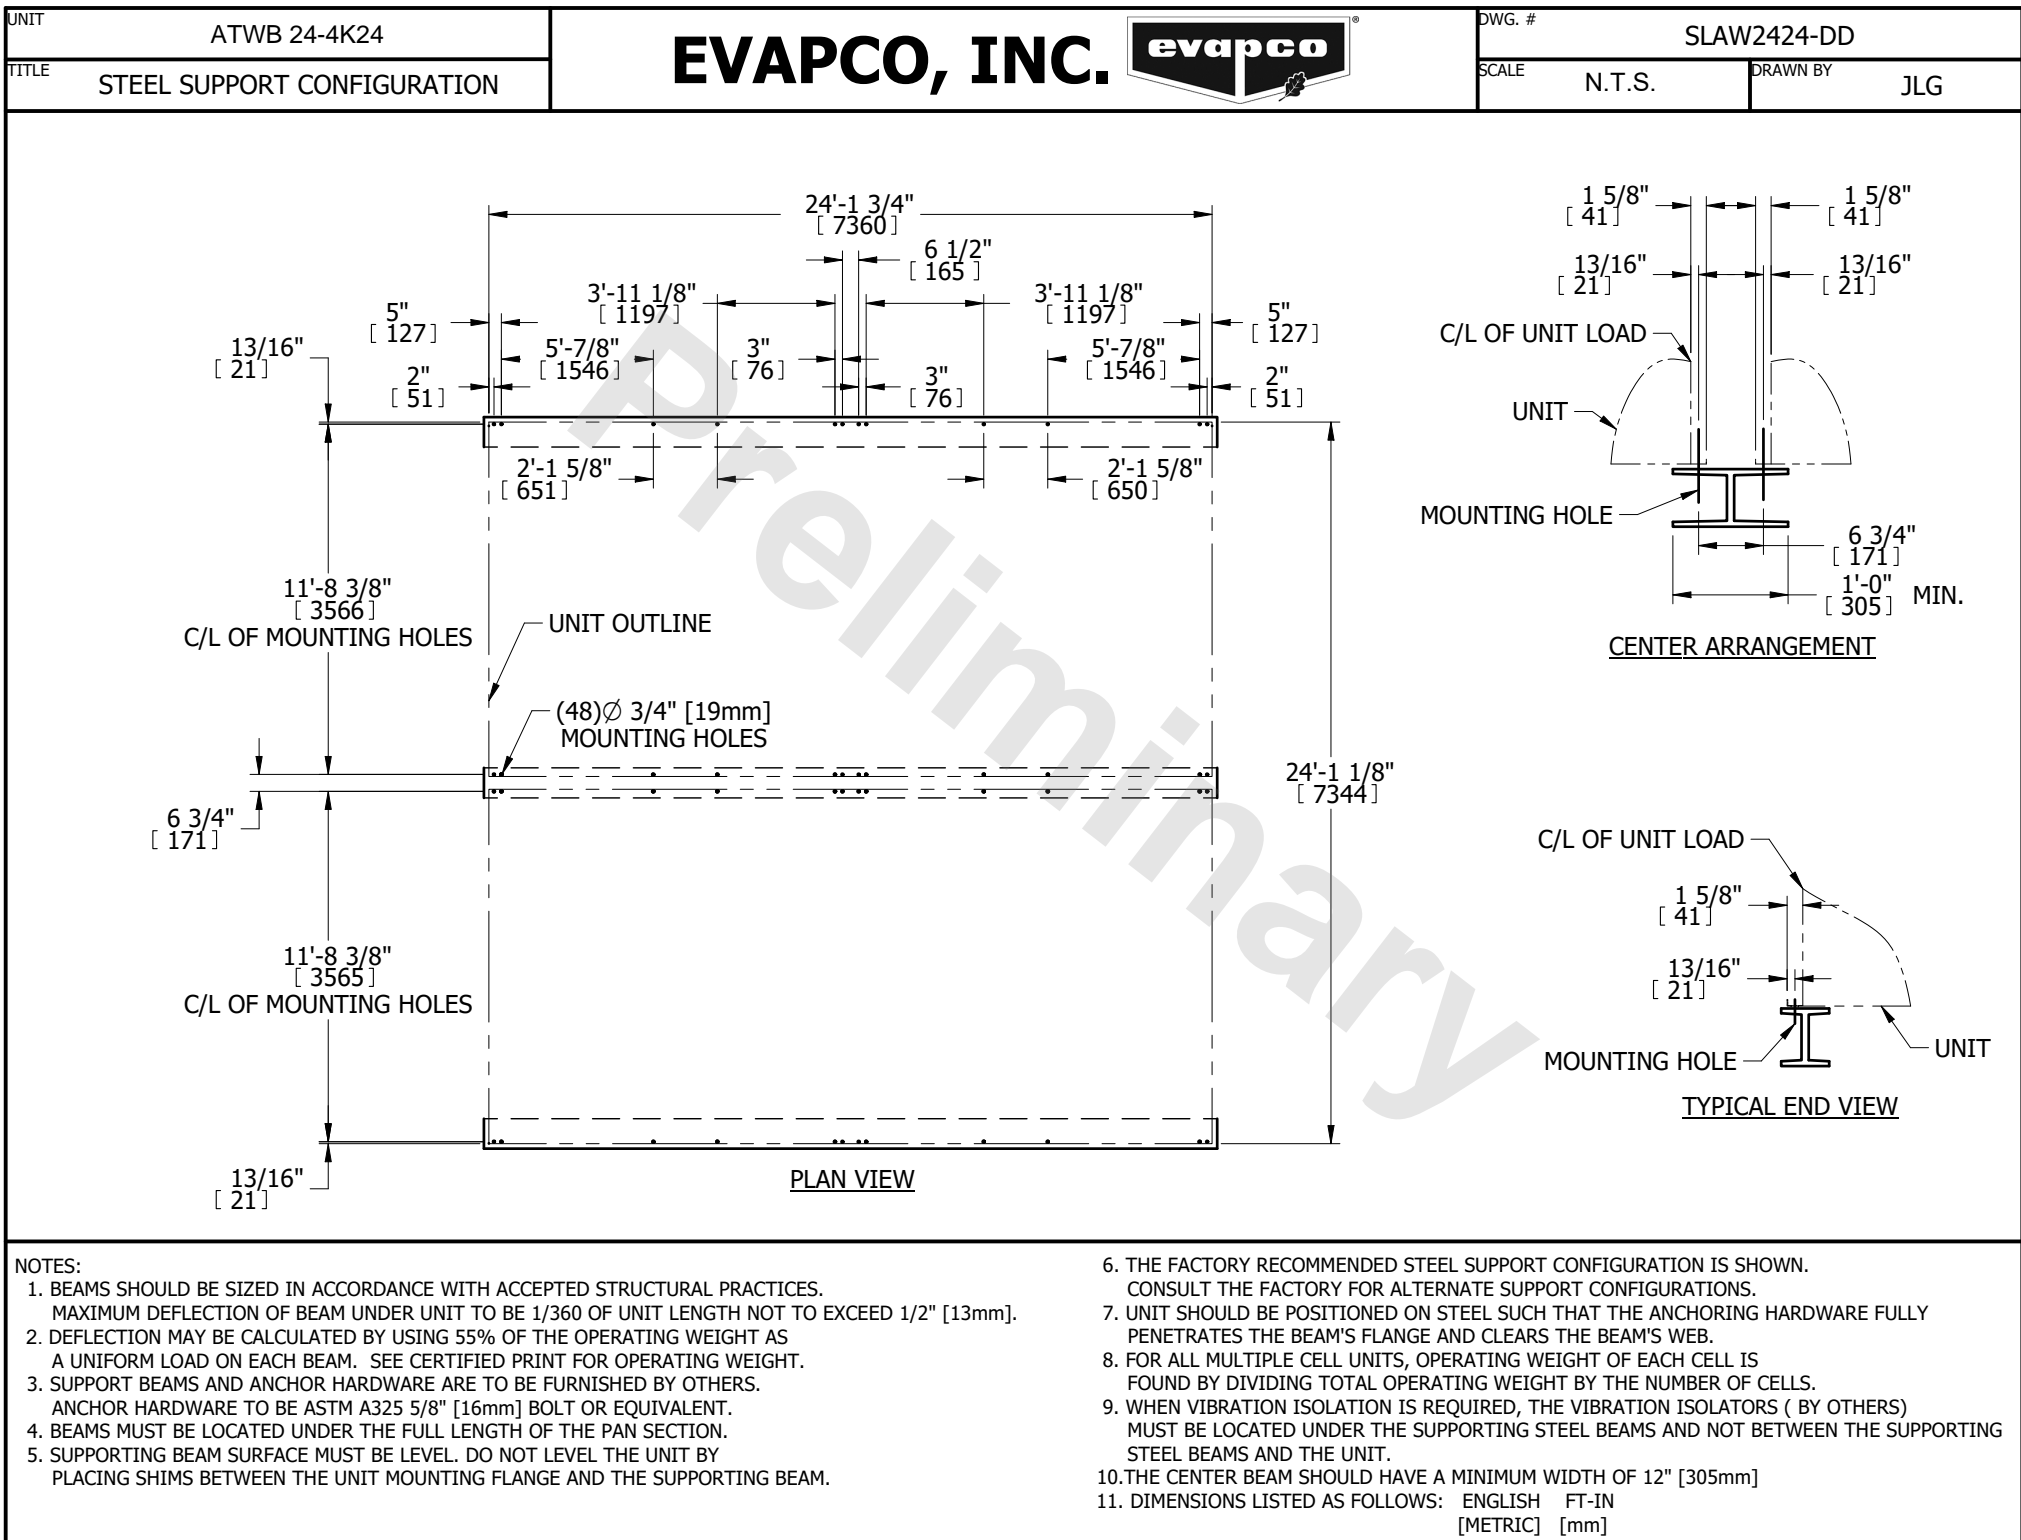 UNIT
ATWB 24-4K24
TITLE
STEEL SUPPORT CONFIGURATION
EVAPCO, INC.
evapco
®
DWG. #
SLAW2424-DD
SCALE
N.T.S.
DRAWN BY
JLG
24'-1 3/4"
[ 7360 ]
6 1/2"
[ 165 ]
3'-11 1/8"
[ 1197 ]
3'-11 1/8"
[ 1197 ]
5"
[ 127 ]
5"
[ 127 ]
13/16"
[ 21 ]
5'-7/8"
[ 1546 ]
3"
[ 76 ]
5'-7/8"
[ 1546 ]
2"
[ 51 ]
3"
[ 76 ]
2"
[ 51 ]
2'-1 5/8"
[ 651 ]
2'-1 5/8"
[ 650 ]
11'-8 3/8"
[ 3566 ]
C/L OF MOUNTING HOLES
UNIT OUTLINE
(48)Ø 3/4" [19mm]
MOUNTING HOLES
6 3/4"
[ 171 ]
24'-1 1/8"
[ 7344 ]
11'-8 3/8"
[ 3565 ]
C/L OF MOUNTING HOLES
13/16"
[ 21 ]
PLAN VIEW
Preliminary
1 5/8"
[ 41 ]
1 5/8"
[ 41 ]
13/16"
[ 21 ]
13/16"
[ 21 ]
C/L OF UNIT LOAD
UNIT
MOUNTING HOLE
6 3/4"
[ 171 ]
1'-0"
[ 305 ] MIN.
CENTER ARRANGEMENT
C/L OF UNIT LOAD
1 5/8"
[ 41 ]
13/16"
[ 21 ]
MOUNTING HOLE
UNIT
TYPICAL END VIEW
NOTES:
1. BEAMS SHOULD BE SIZED IN ACCORDANCE WITH ACCEPTED STRUCTURAL PRACTICES.
MAXIMUM DEFLECTION OF BEAM UNDER UNIT TO BE 1/360 OF UNIT LENGTH NOT TO EXCEED 1/2" [13mm].
2. DEFLECTION MAY BE CALCULATED BY USING 55% OF THE OPERATING WEIGHT AS
A UNIFORM LOAD ON EACH BEAM. SEE CERTIFIED PRINT FOR OPERATING WEIGHT.
3. SUPPORT BEAMS AND ANCHOR HARDWARE ARE TO BE FURNISHED BY OTHERS.
ANCHOR HARDWARE TO BE ASTM A325 5/8" [16mm] BOLT OR EQUIVALENT.
4. BEAMS MUST BE LOCATED UNDER THE FULL LENGTH OF THE PAN SECTION.
5. SUPPORTING BEAM SURFACE MUST BE LEVEL. DO NOT LEVEL THE UNIT BY
PLACING SHIMS BETWEEN THE UNIT MOUNTING FLANGE AND THE SUPPORTING BEAM.
6. THE FACTORY RECOMMENDED STEEL SUPPORT CONFIGURATION IS SHOWN.
CONSULT THE FACTORY FOR ALTERNATE SUPPORT CONFIGURATIONS.
7. UNIT SHOULD BE POSITIONED ON STEEL SUCH THAT THE ANCHORING HARDWARE FULLY
PENETRATES THE BEAM'S FLANGE AND CLEARS THE BEAM'S WEB.
8. FOR ALL MULTIPLE CELL UNITS, OPERATING WEIGHT OF EACH CELL IS
FOUND BY DIVIDING TOTAL OPERATING WEIGHT BY THE NUMBER OF CELLS.
9. WHEN VIBRATION ISOLATION IS REQUIRED, THE VIBRATION ISOLATORS ( BY OTHERS)
MUST BE LOCATED UNDER THE SUPPORTING STEEL BEAMS AND NOT BETWEEN THE SUPPORTING
STEEL BEAMS AND THE UNIT.
10.THE CENTER BEAM SHOULD HAVE A MINIMUM WIDTH OF 12" [305mm]
11. DIMENSIONS LISTED AS FOLLOWS: ENGLISH FT-IN
[METRIC] [mm]